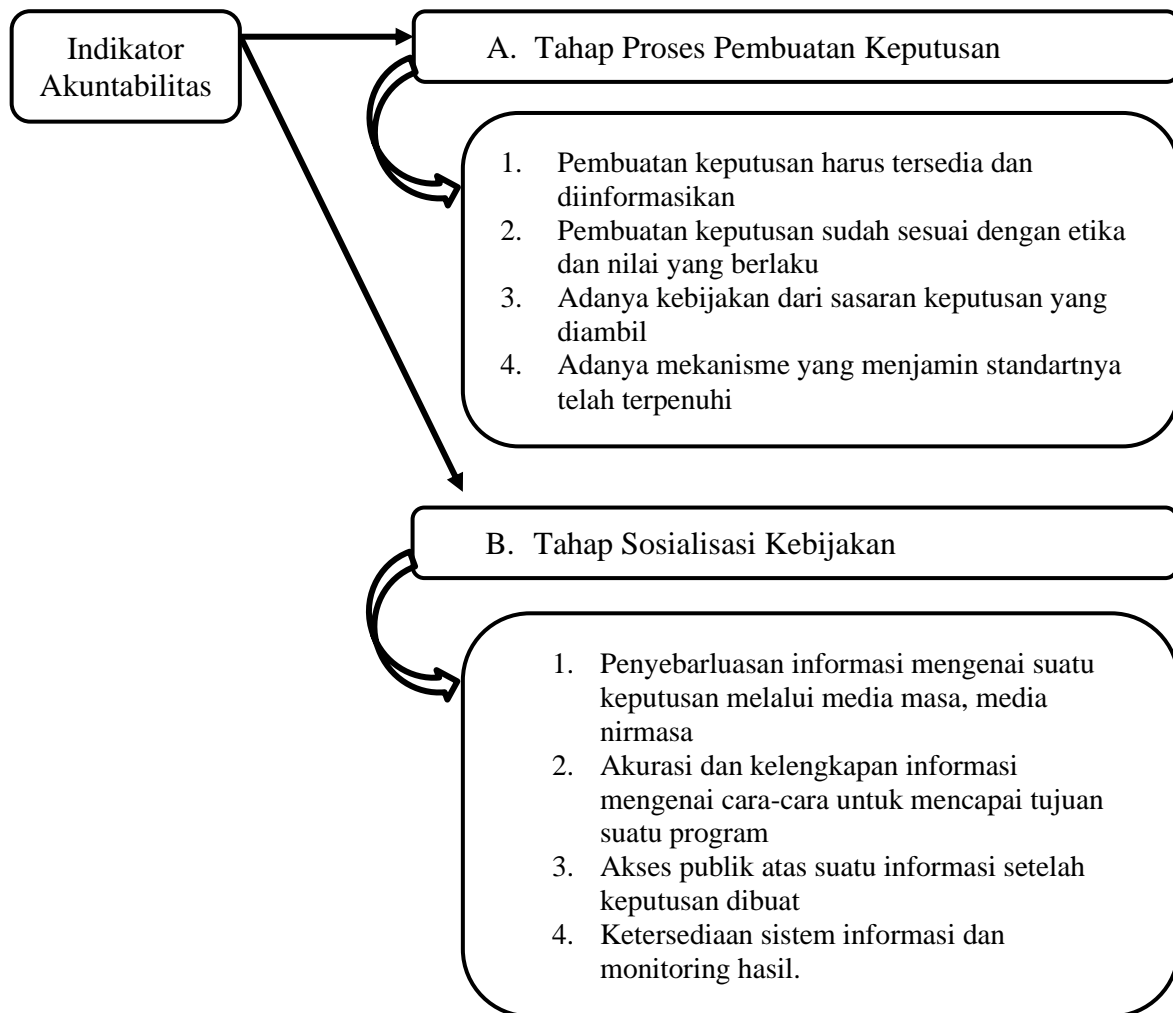 Indikator
Akuntabilitas
A. Tahap Proses Pembuatan Keputusan
1. Pembuatan keputusan harus tersedia dan
diinformasikan
2. Pembuatan keputusan sudah sesuai dengan etika
dan nilai yang berlaku
3. Adanya kebijakan dari sasaran keputusan yang
diambil
4. Adanya mekanisme yang menjamin standartnya
telah terpenuhi
B. Tahap Sosialisasi Kebijakan
1. Penyebarluasan informasi mengenai suatu
keputusan melalui media masa, media
nirmasa
2. Akurasi dan kelengkapan informasi
mengenai cara-cara untuk mencapai tujuan
suatu program
3. Akses publik atas suatu informasi setelah
keputusan dibuat
4. Ketersediaan sistem informasi dan
monitoring hasil.